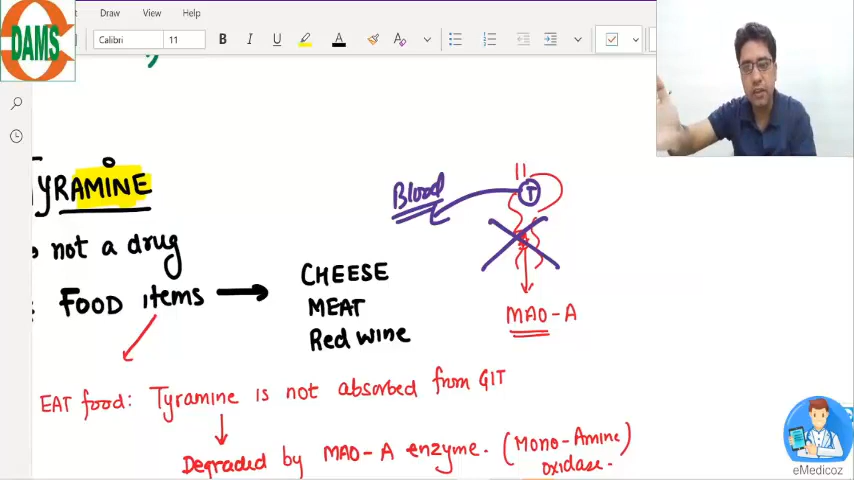 DAMS
Draw View Help
Calibri 11 B I U A
TYRAMINE
not a drug
FOOD items
CHEESE
MEAT
Red wine
Blood
T
MAO-A
EAT food: Tyramine is not absorbed from GIT
Degraded by MAO-A enzyme. (Mono-Amine
oxidase.)
eMedicoz